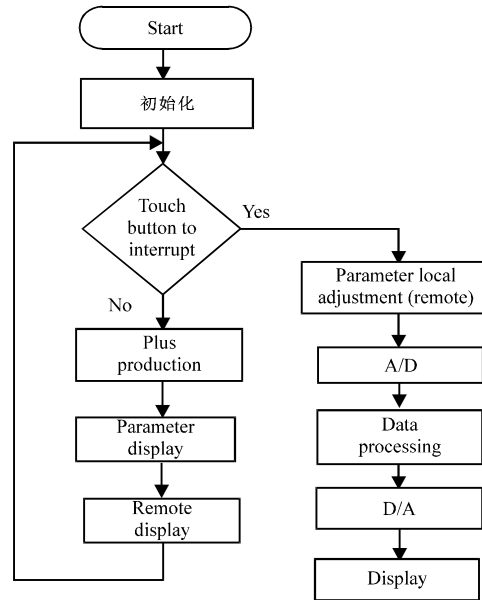 Start
初始化
Touch
button to
interrupt
Yes
No
Plus
production
Parameter
display
Remote
display
Parameter local
adjustment (remote)
A/D
Data
processing
D/A
Display